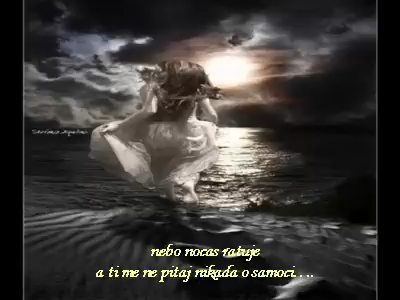 nebo nocas ratuje
a ti me ne pitaj nikada o samoci. . . .